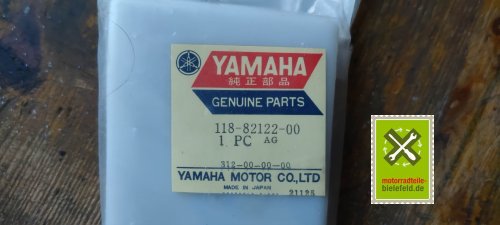 YAMAHA
純正部品
GENUINE PARTS
118-82122-00
1 PC AG
312-00-00-00
YAMAHA MOTOR CO.,LTD
MADE IN JAPAN
21125
motorradteile-
bielefeld.de